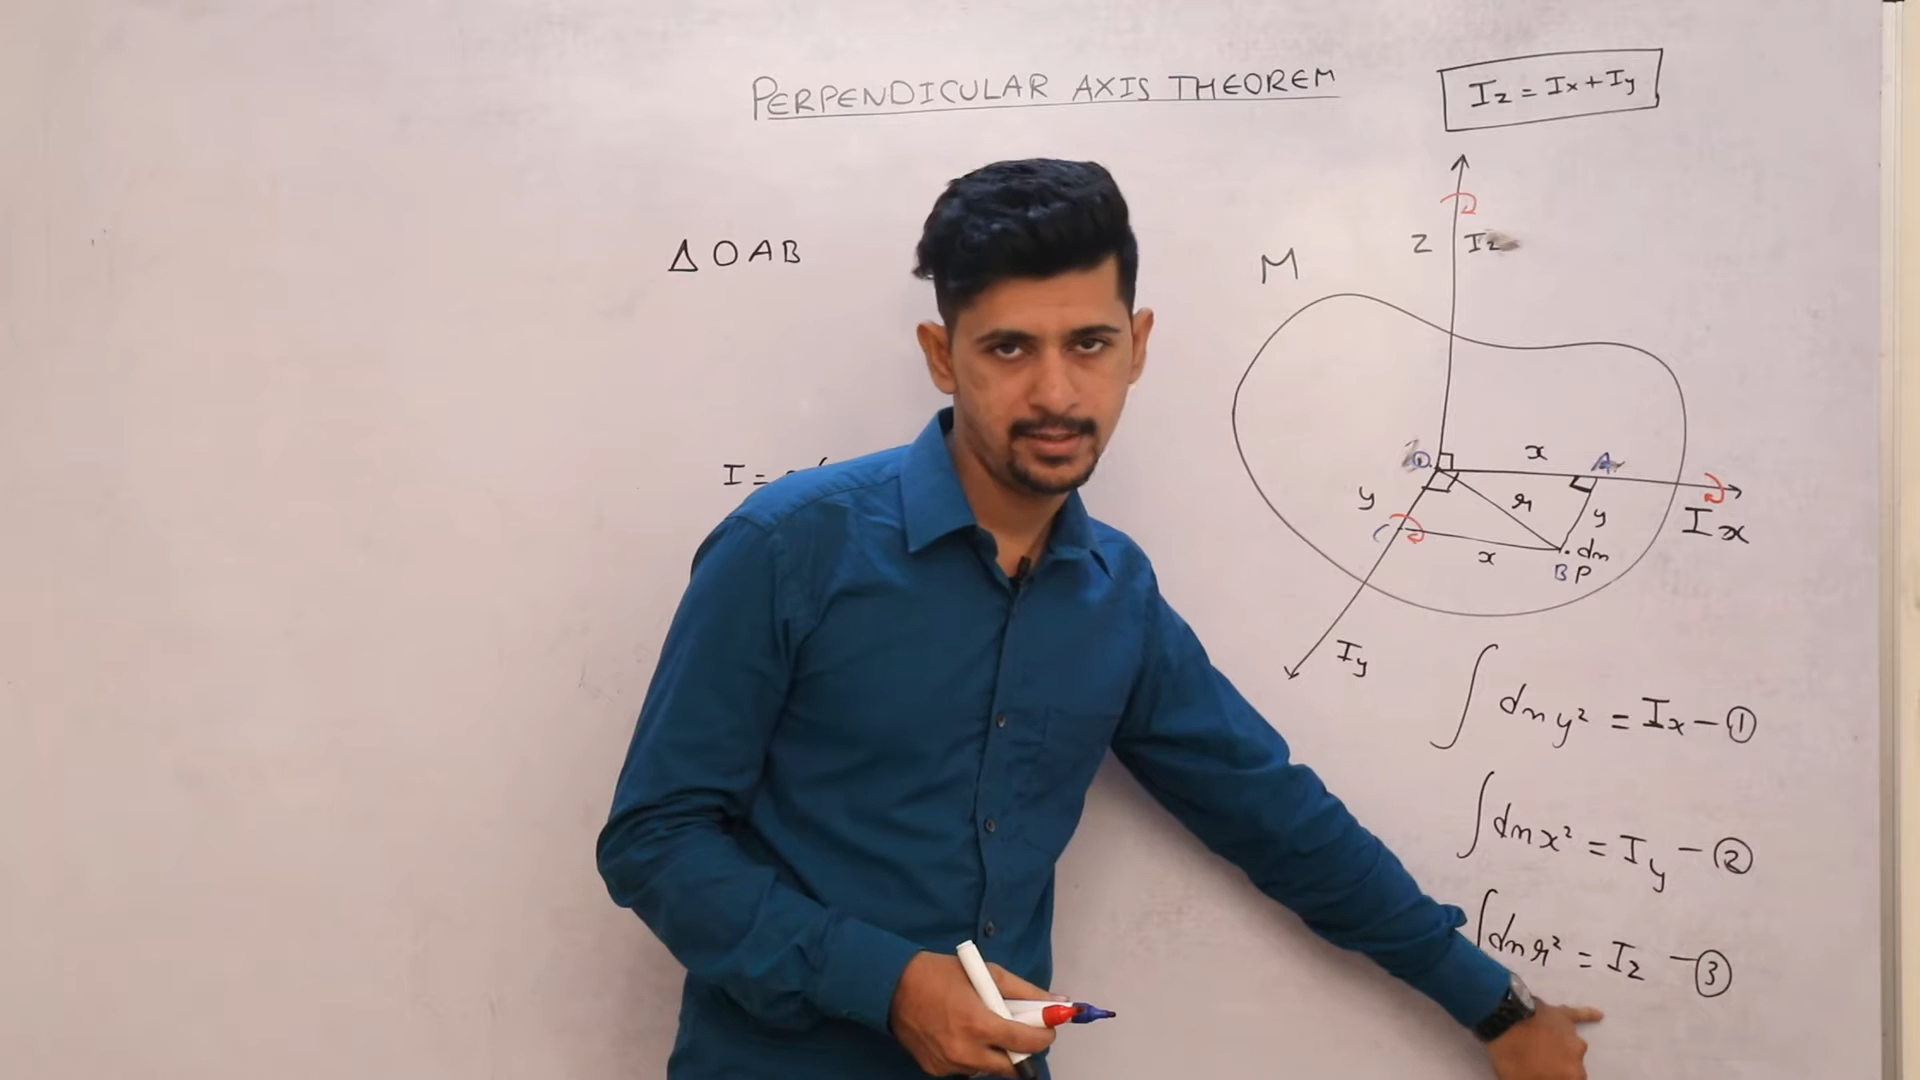 PERPENDICULAR AXIS THEOREM
Iz = Ix + Iy
Z Iz
△OAB
M
I =
O x A
y r y
Ix
C x dm
B P
Iy
∫ dm y² = Ix – ①
∫ dm x² = Iy – ②
∫ dm r² = Iz – ③